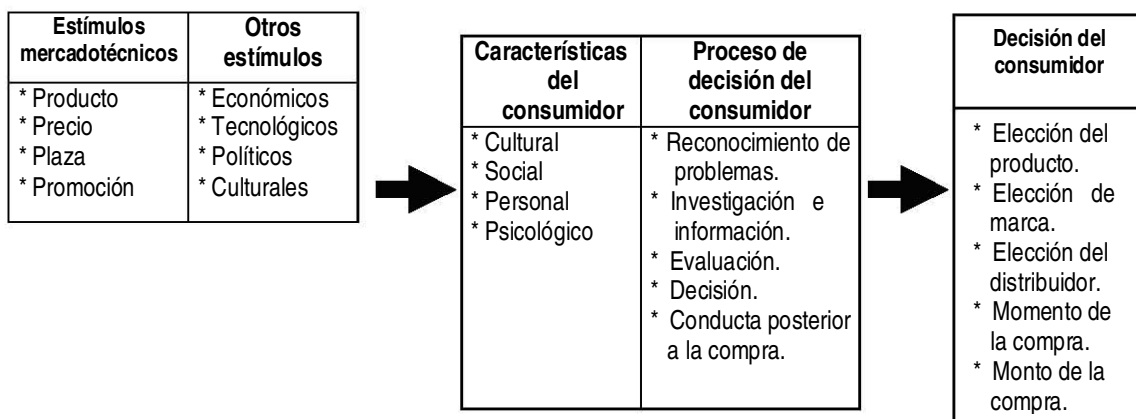 Estímulos
mercadotécnicos
* Producto
* Precio
* Plaza
* Promoción
Otros
estímulos
* Económicos
* Tecnológicos
* Políticos
* Culturales
Características
del
consumidor
* Cultural
* Social
* Personal
* Psicológico
Proceso de
decisión del
consumidor
* Reconocimiento de
problemas.
* Investigación e
información.
* Evaluación.
* Decisión.
* Conducta posterior
a la compra.
Decisión del
consumidor
* Elección del
producto.
* Elección de
marca.
* Elección del
distribuidor.
* Momento de
la compra.
* Monto de la
compra.